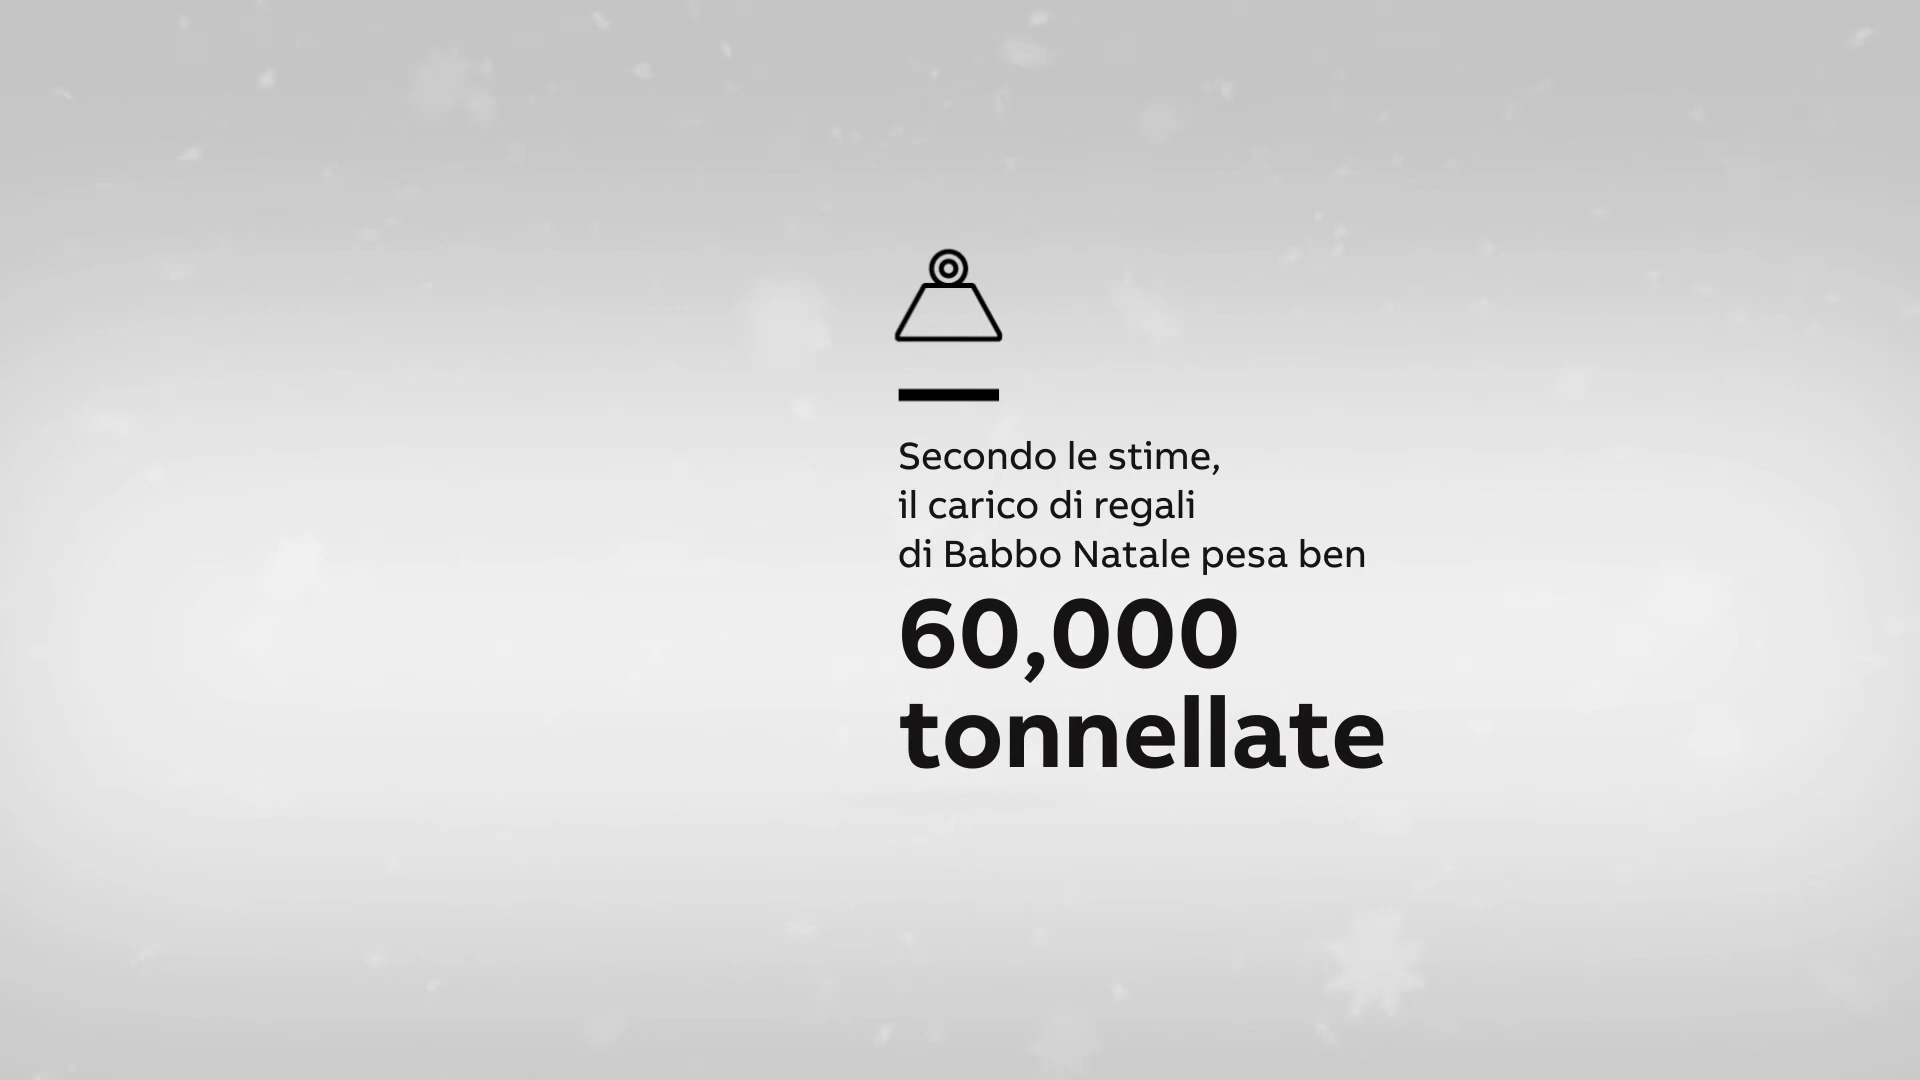 Secondo le stime,
il carico di regali
di Babbo Natale pesa ben
60,000
tonnellate